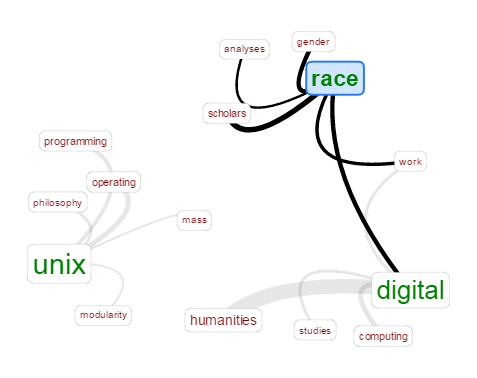 gender
analyses
race
scholars
programming
work
operating
philosophy
mass
unix
digital
modularity
humanities
studies
computing